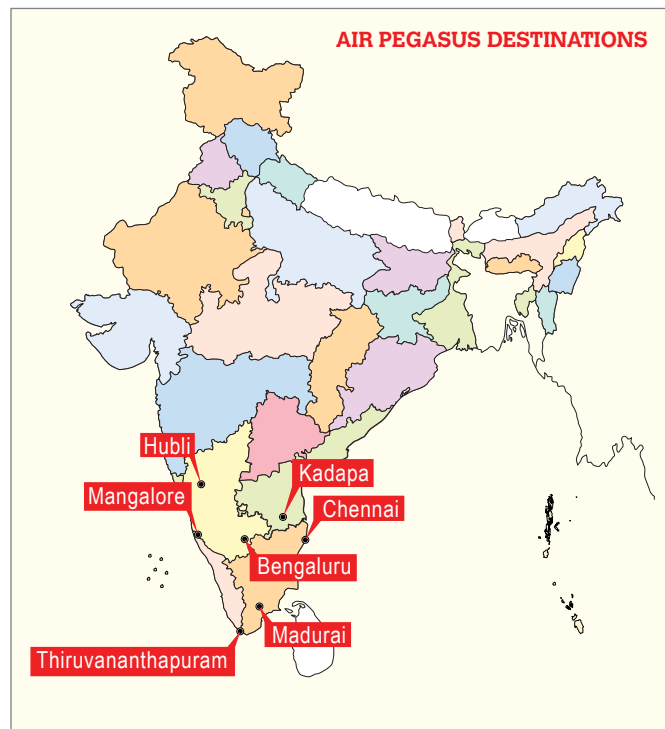 AIR PEGASUS DESTINATIONS
Hubli
Kadapa
Mangalore
Chennai
Bengaluru
Madurai
Thiruvananthapuram